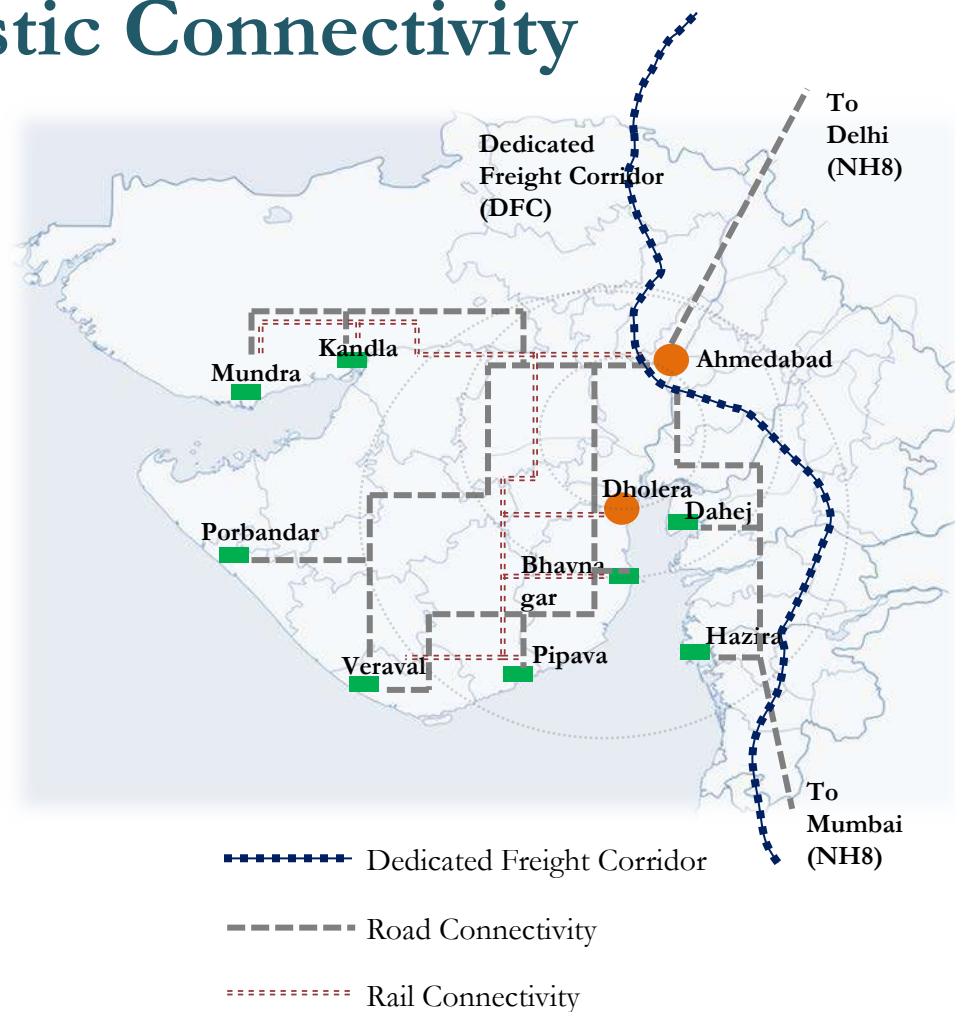 stic Connectivity
To
Delhi
(NH8)
Dedicated
Freight Corridor
(DFC)
Kandla
Mundra
Ahmedabad
Dholera
Dahej
Porbandar
Bhavna
gar
Hazira
Pipava
Veraval
To
Mumbai
(NH8)
Dedicated Freight Corridor
Road Connectivity
Rail Connectivity